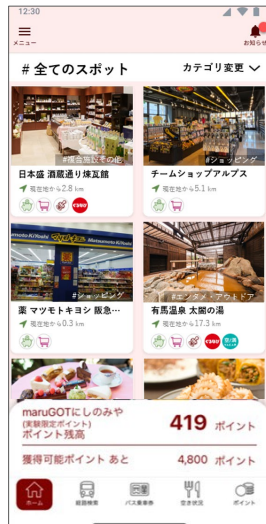 12:30
メニュー
お知らせ
# 全てのスポット
カテゴリ変更
#複合施設その他
#ショッピング
日本盛 酒蔵通り煉瓦館
チームショップアルプス
現在地から2.8 km
現在地から5.1 km
#ショッピング
#エンタメ・アウトドア
薬 マツモトキヨシ 阪急…
有馬温泉 太閤の湯
現在地から0.3 km
現在地から17.3 km
maruGOTにしのみや
(実験限定ポイント)
ポイント残高
419 ポイント
獲得可能ポイント あと
4,800 ポイント
ホーム
経路検索
バス乗車券
空き状況
ポイント